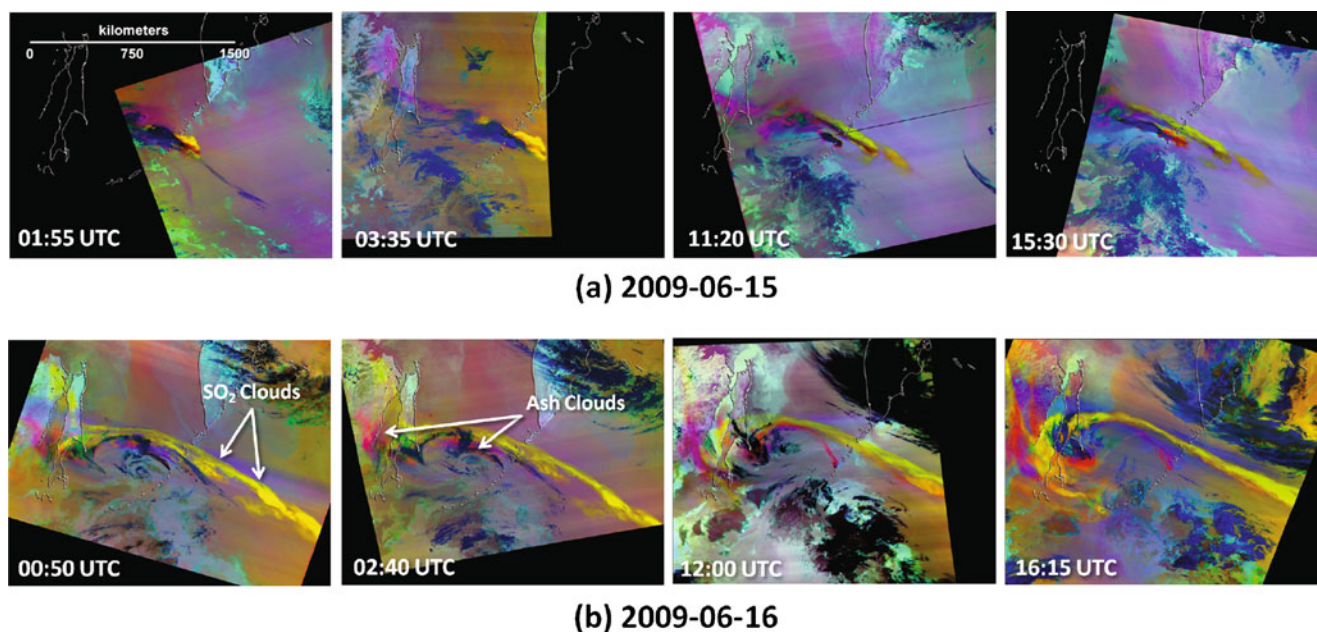 kilometers
0 750 1500
01:55 UTC
03:35 UTC
11:20 UTC
15:30 UTC
(a) 2009-06-15
SO₂ Clouds
Ash Clouds
00:50 UTC
02:40 UTC
12:00 UTC
16:15 UTC
(b) 2009-06-16